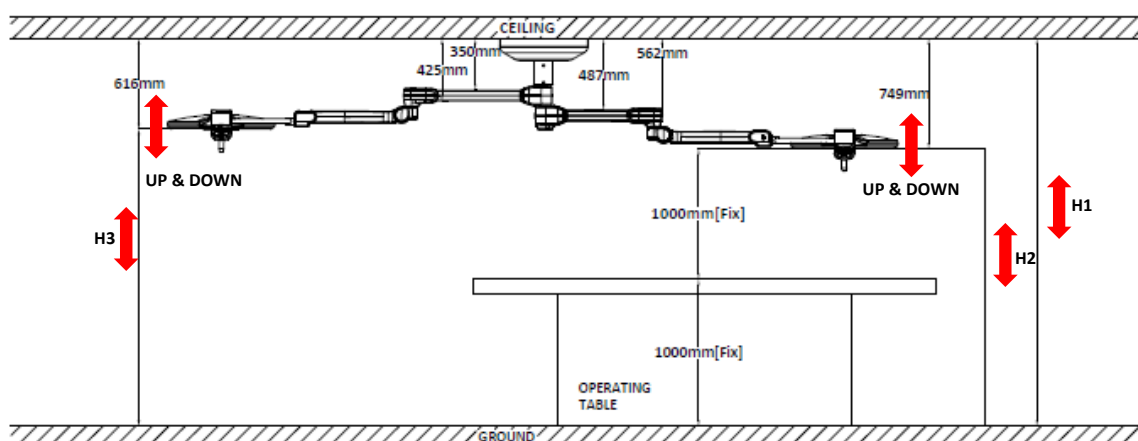 CEILING
350mm
562mm
425mm
487mm
616mm
749mm
UP & DOWN
UP & DOWN
1000mm[Fix]
H1
H3
H2
1000mm[Fix]
OPERATING
TABLE
GROUND